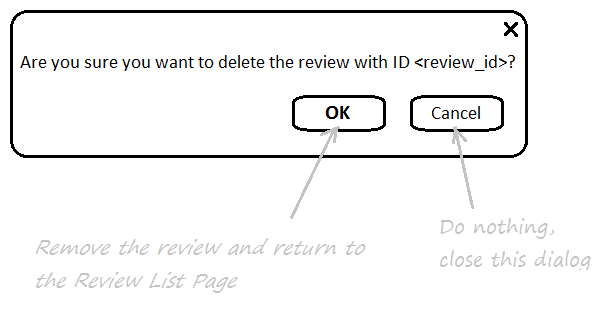 Are you sure you want to delete the review with ID <review_id>?
OK
Cancel
Remove the review and return to
the Review List Page
Do nothing,
close this dialog